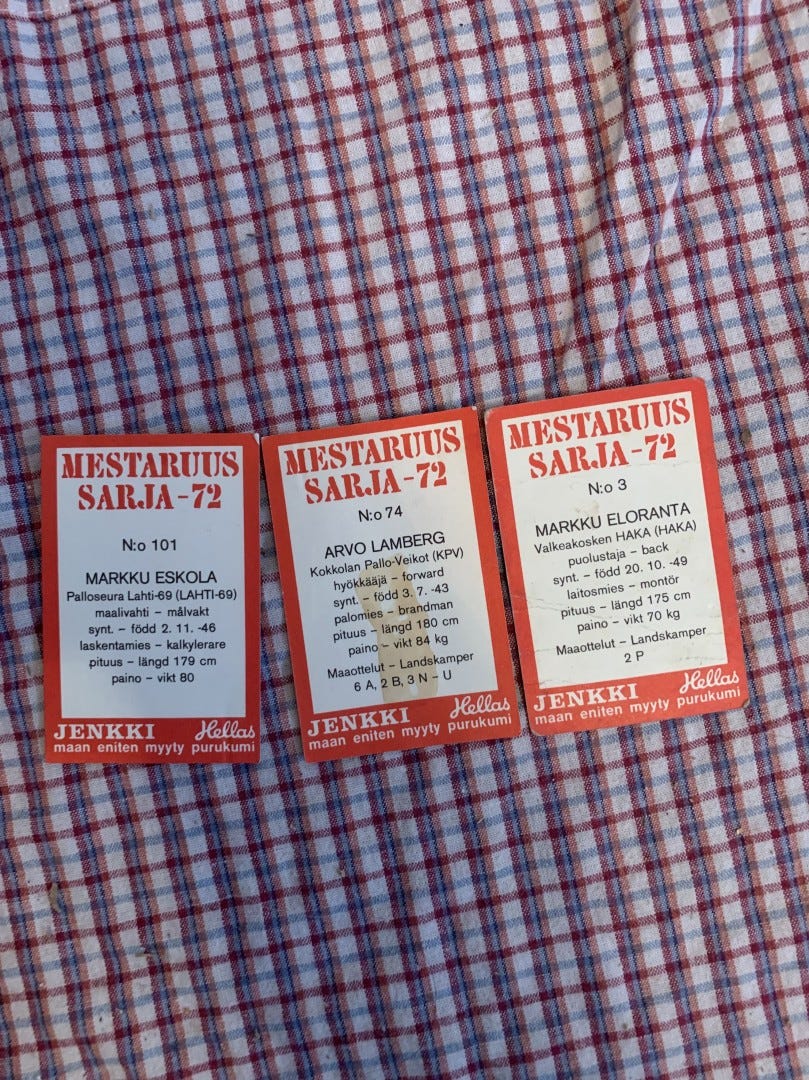 MESTARUUS
SARJA-72
N:o 101
MARKKU ESKOLA
Palloseura Lahti-69 (LAHTI-69)
maalivahti – målvakt
synt. – född 2. 11. -46
laskentamies – kalkylerare
pituus – längd 179 cm
paino – vikt 80
JENKKI Hellas
maan eniten myyty purukumi
MESTARUUS
SARJA-72
N:o 74
ARVO LAMBERG
Kokkolan Pallo-Veikot (KPV)
hyökkääjä – forward
synt. – född 3. 7. -43
palomies – brandman
pituus – längd 180 cm
paino – vikt 84 kg
Maaottelut – Landskamper
6 A, 2 B, 3 N – U
JENKKI Hellas
maan eniten myyty purukumi
MESTARUUS
SARJA-72
N:o 3
MARKKU ELORANTA
Valkeakosken HAKA (HAKA)
puolustaja – back
synt. – född 20. 10. -49
laitosmies – montör
pituus – längd 175 cm
paino – vikt 70 kg
Maaottelut – Landskamper
2 P
JENKKI Hellas
maan eniten myyty purukumi